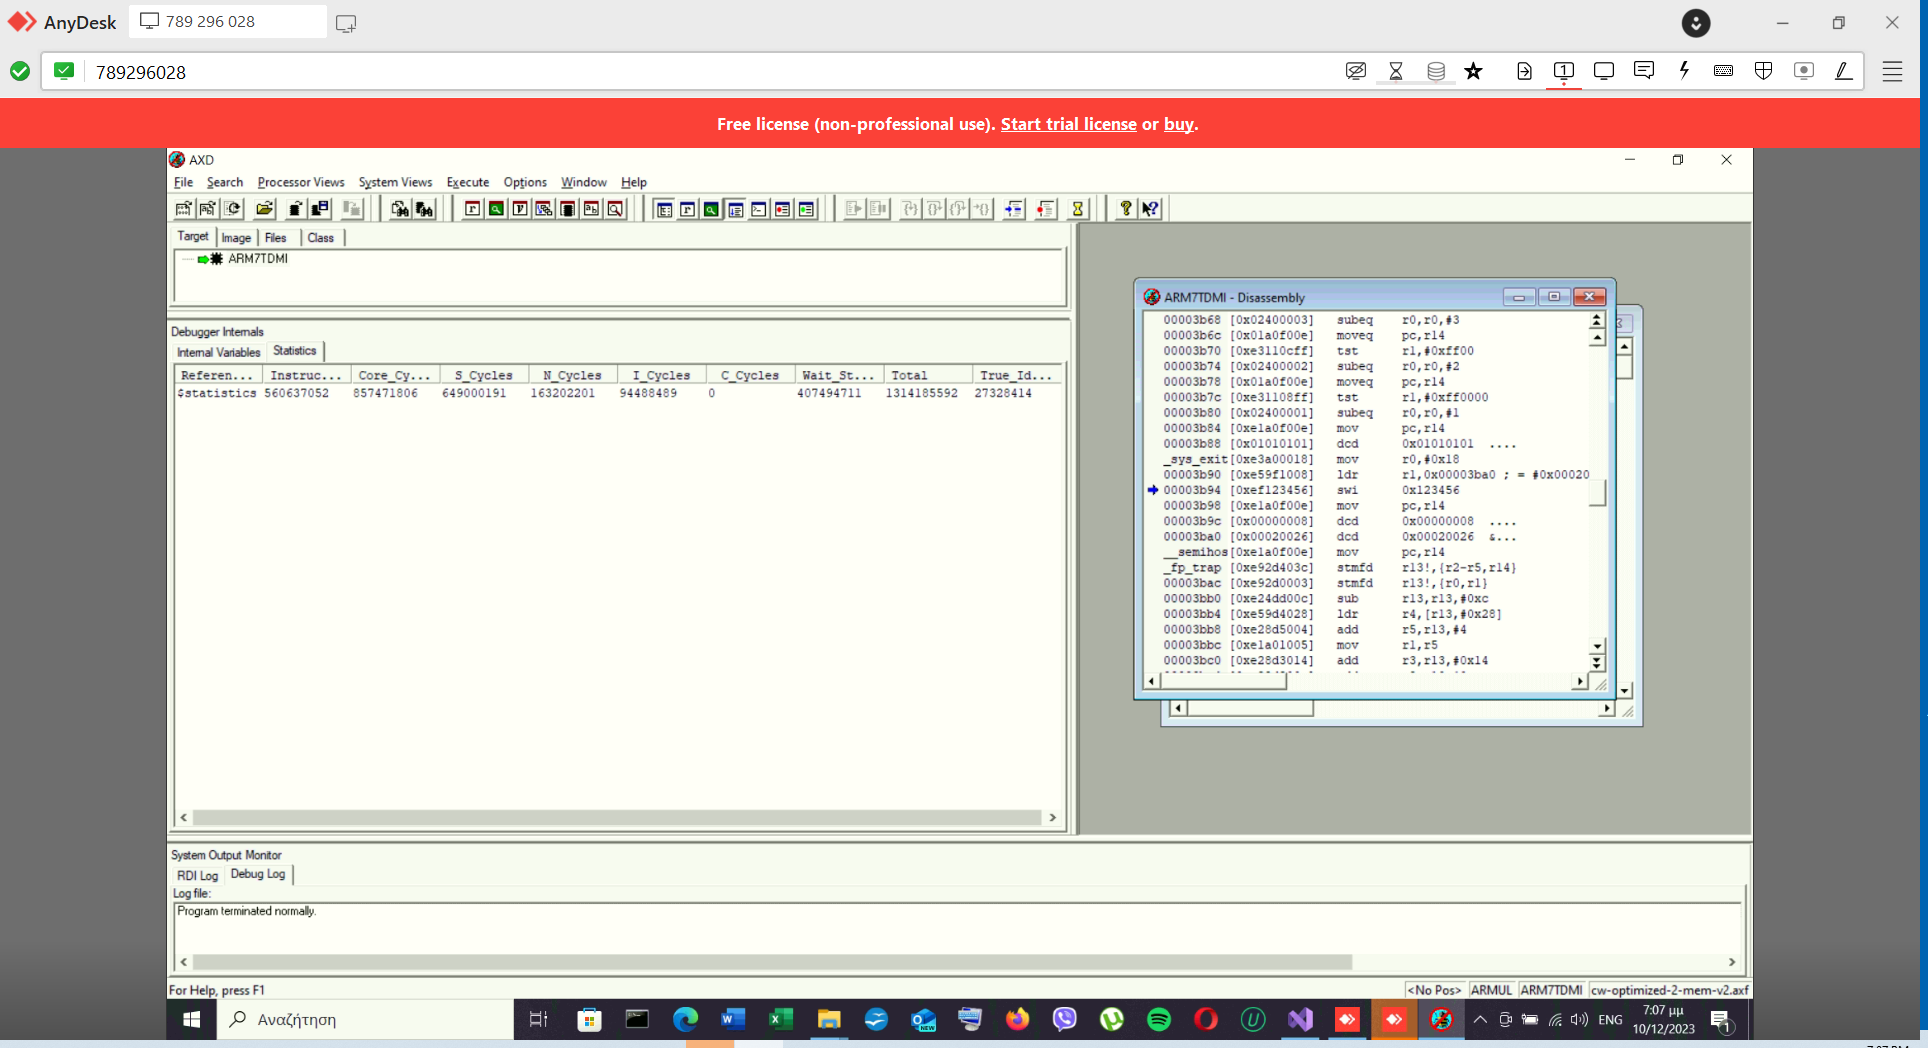 AnyDesk
789 296 028
789296028
1
Free license (non-professional use). Start trial license or buy.
AXD
File Search Processor Views System Views Execute Options Window Help
Target Image Files Class
ARM7TDMI
Debugger Internals
Internal Variables Statistics
Referen... Instruc... Core_Cy... S_Cycles N_Cycles I_Cycles C_Cycles Wait_St... Total True_Id...
$statistics 560637052 857471806 649000191 163202201 94488489 0 407494711 1314185592 27328414
ARM7TDMI - Disassembly
00003b68 [0x02400003] subeq r0,r0,#3
00003b6c [0x01a0f00e] moveq pc,r14
00003b70 [0xe3110cff] tst r1,#0xff00
00003b74 [0x02400002] subeq r0,r0,#2
00003b78 [0x01a0f00e] moveq pc,r14
00003b7c [0xe31108ff] tst r1,#0xff0000
00003b80 [0x02400001] subeq r0,r0,#1
00003b84 [0xe1a0f00e] mov pc,r14
00003b88 [0x01010101] dcd 0x01010101 ....
_sys_exit[0xe3a00018] mov r0,#0x18
00003b90 [0xe59f1008] ldr r1,0x00003ba0 ; = #0x00020
00003b94 [0xef123456] swi 0x123456
00003b98 [0xe1a0f00e] mov pc,r14
00003b9c [0x00000008] dcd 0x00000008 ....
00003ba0 [0x00020026] dcd 0x00020026 &...
__semihos[0xe1a0f00e] mov pc,r14
_fp_trap [0xe92d403c] stmfd r13!,{r2-r5,r14}
00003bac [0xe92d0003] stmfd r13!,{r0,r1}
00003bb0 [0xe24dd00c] sub r13,r13,#0xc
00003bb4 [0xe59d4028] ldr r4,[r13,#0x28]
00003bb8 [0xe28d5004] add r5,r13,#4
00003bbc [0xe1a01005] mov r1,r5
00003bc0 [0xe28d3014] add r3,r13,#0x14
System Output Monitor
RDI Log Debug Log
Log file:
Program terminated normally.
For Help, press F1
<No Pos> ARMUL ARM7TDMI cw-optimized-2-mem-v2.axf
Αναζήτηση
ENG
7:07 μμ
10/12/2023
1